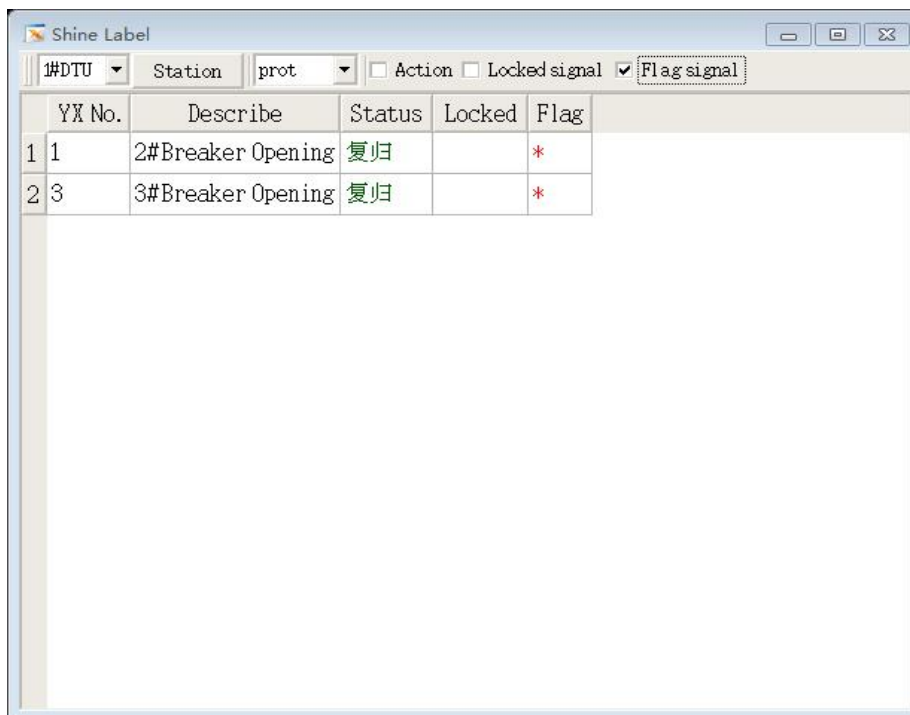 Shine Label
1#DTU Station prot Action Locked signal Flag signal
YX No. Describe Status Locked Flag
1 1 2#Breaker Opening 复归 *
2 3 3#Breaker Opening 复归 *